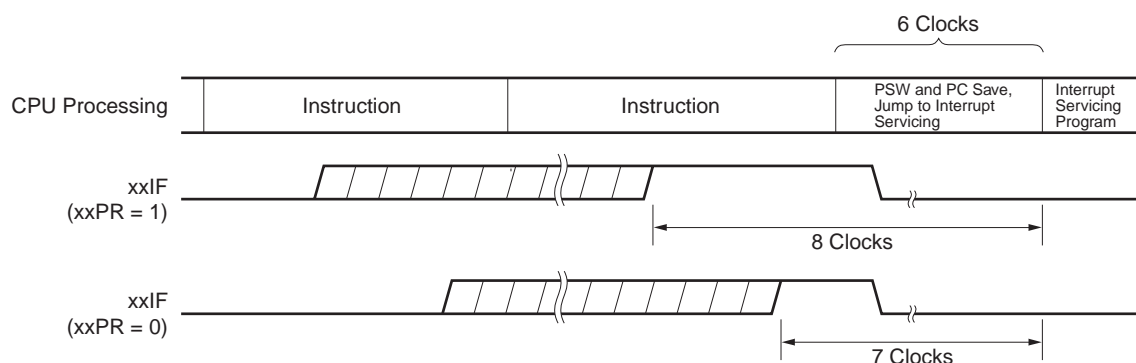 6 Clocks
CPU Processing
Instruction
Instruction
PSW and PC Save,
Jump to Interrupt
Servicing
Interrupt
Servicing
Program
xxIF
(xxPR = 1)
8 Clocks
xxIF
(xxPR = 0)
7 Clocks